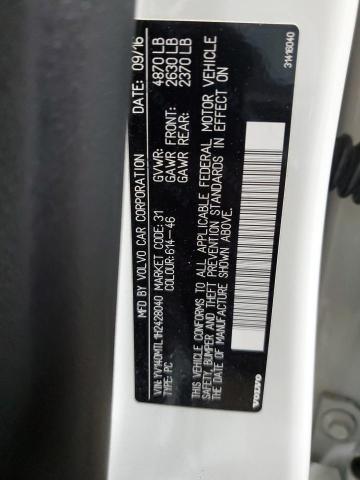 MFD BY VOLVO CAR CORPORATION DATE: 09/16
VIN: YV140MTL1H2428040 MARKET CODE: 31
TYPE: PC COLOUR: 614-46
GVWR: 4870 LB
GAWR FRONT: 2630 LB
GAWR REAR: 2370 LB
THIS VEHICLE CONFORMS TO ALL APPLICABLE FEDERAL MOTOR VEHICLE
SAFETY, BUMPER AND THEFT PREVENTION STANDARDS IN EFFECT ON
THE DATE OF MANUFACTURE SHOWN ABOVE.
VOLVO
31416040